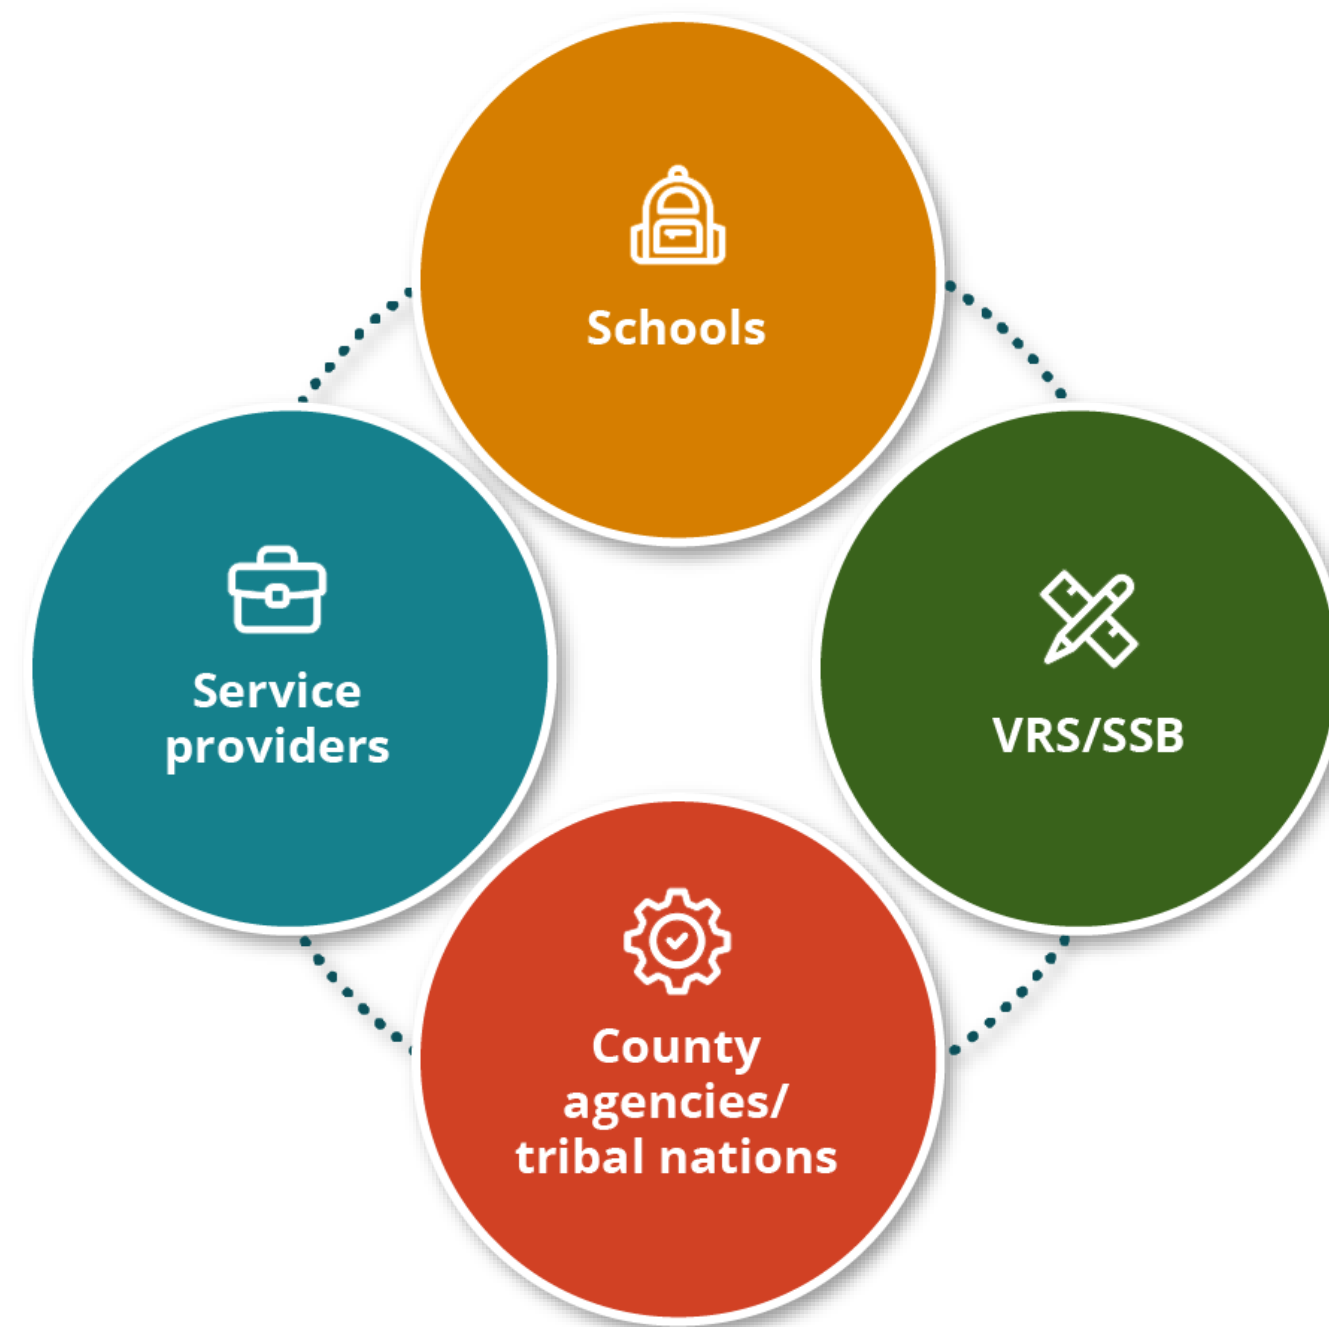 Schools
Service
providers
VRS/SSB
County
agencies/
tribal nations